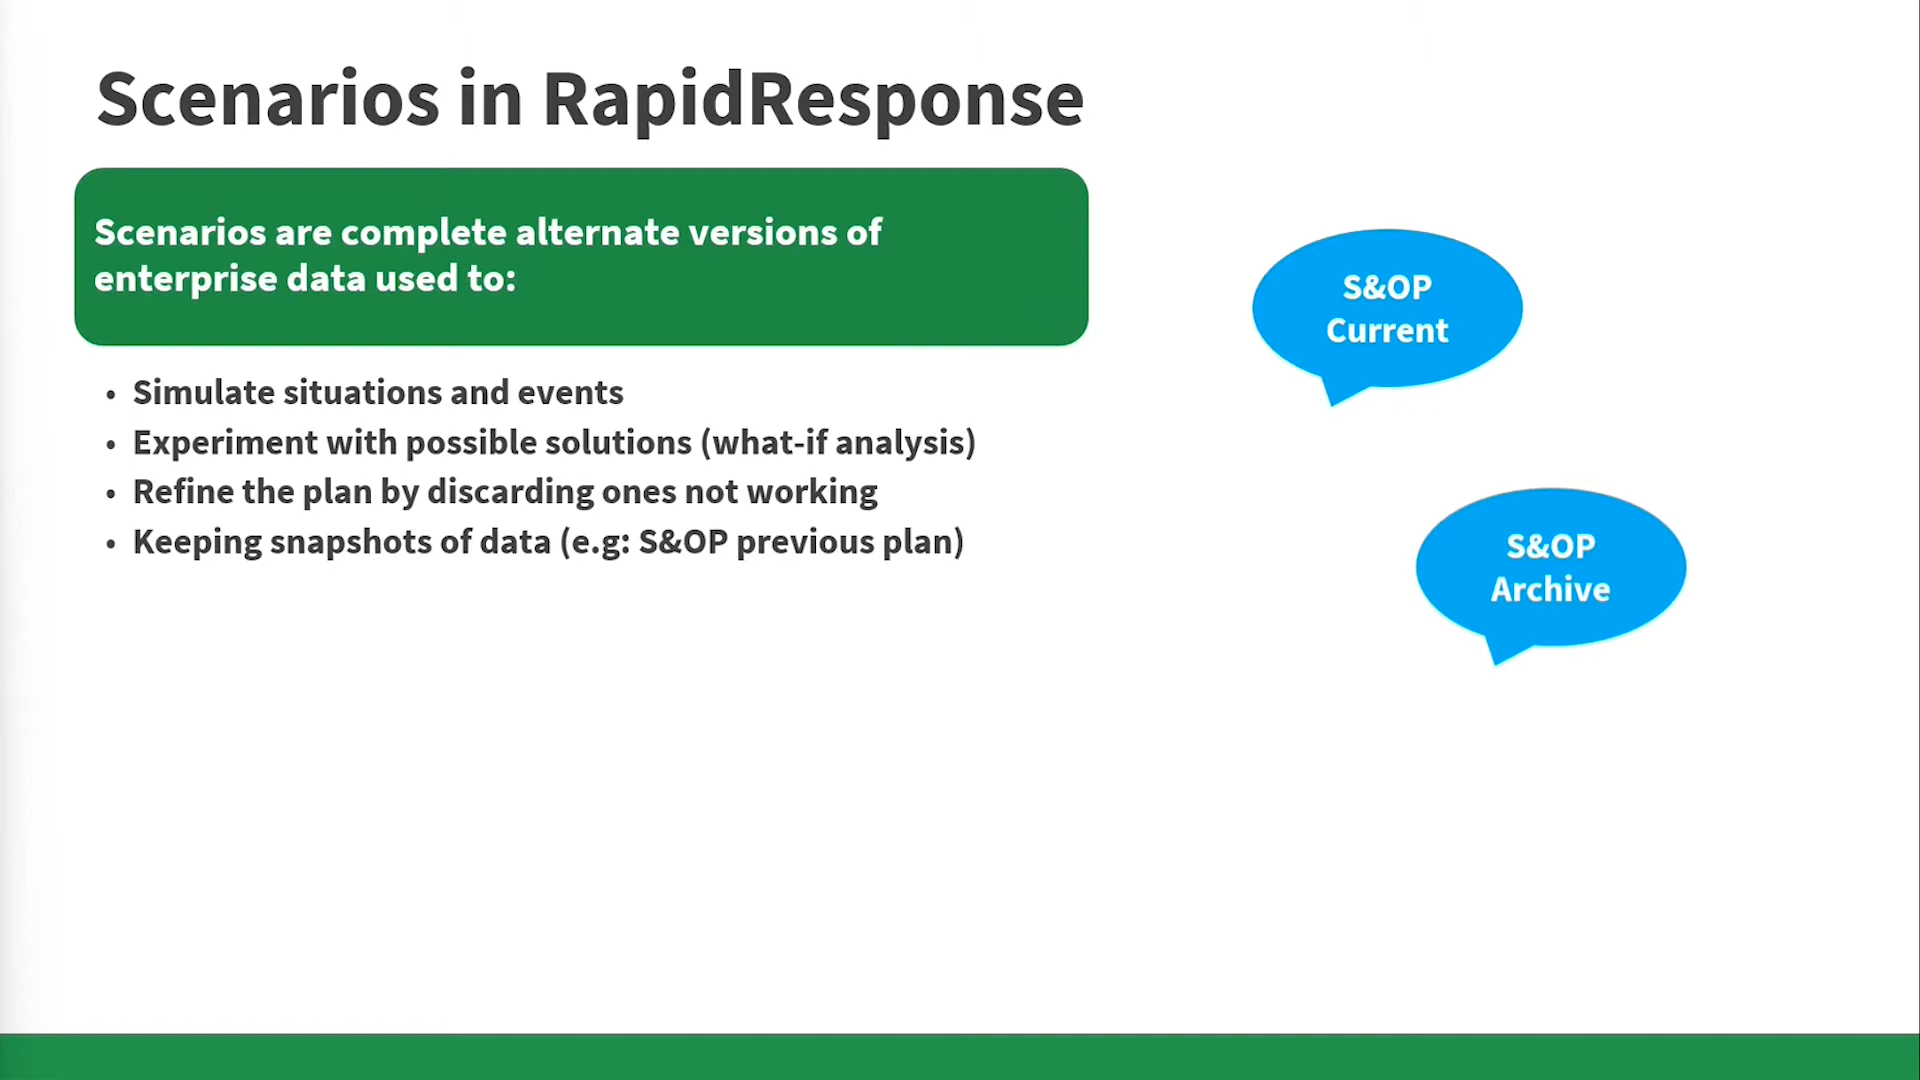 Scenarios in RapidResponse
Scenarios are complete alternate versions of
enterprise data used to:
• Simulate situations and events
• Experiment with possible solutions (what-if analysis)
• Refine the plan by discarding ones not working
• Keeping snapshots of data (e.g: S&OP previous plan)
S&OP
Current
S&OP
Archive